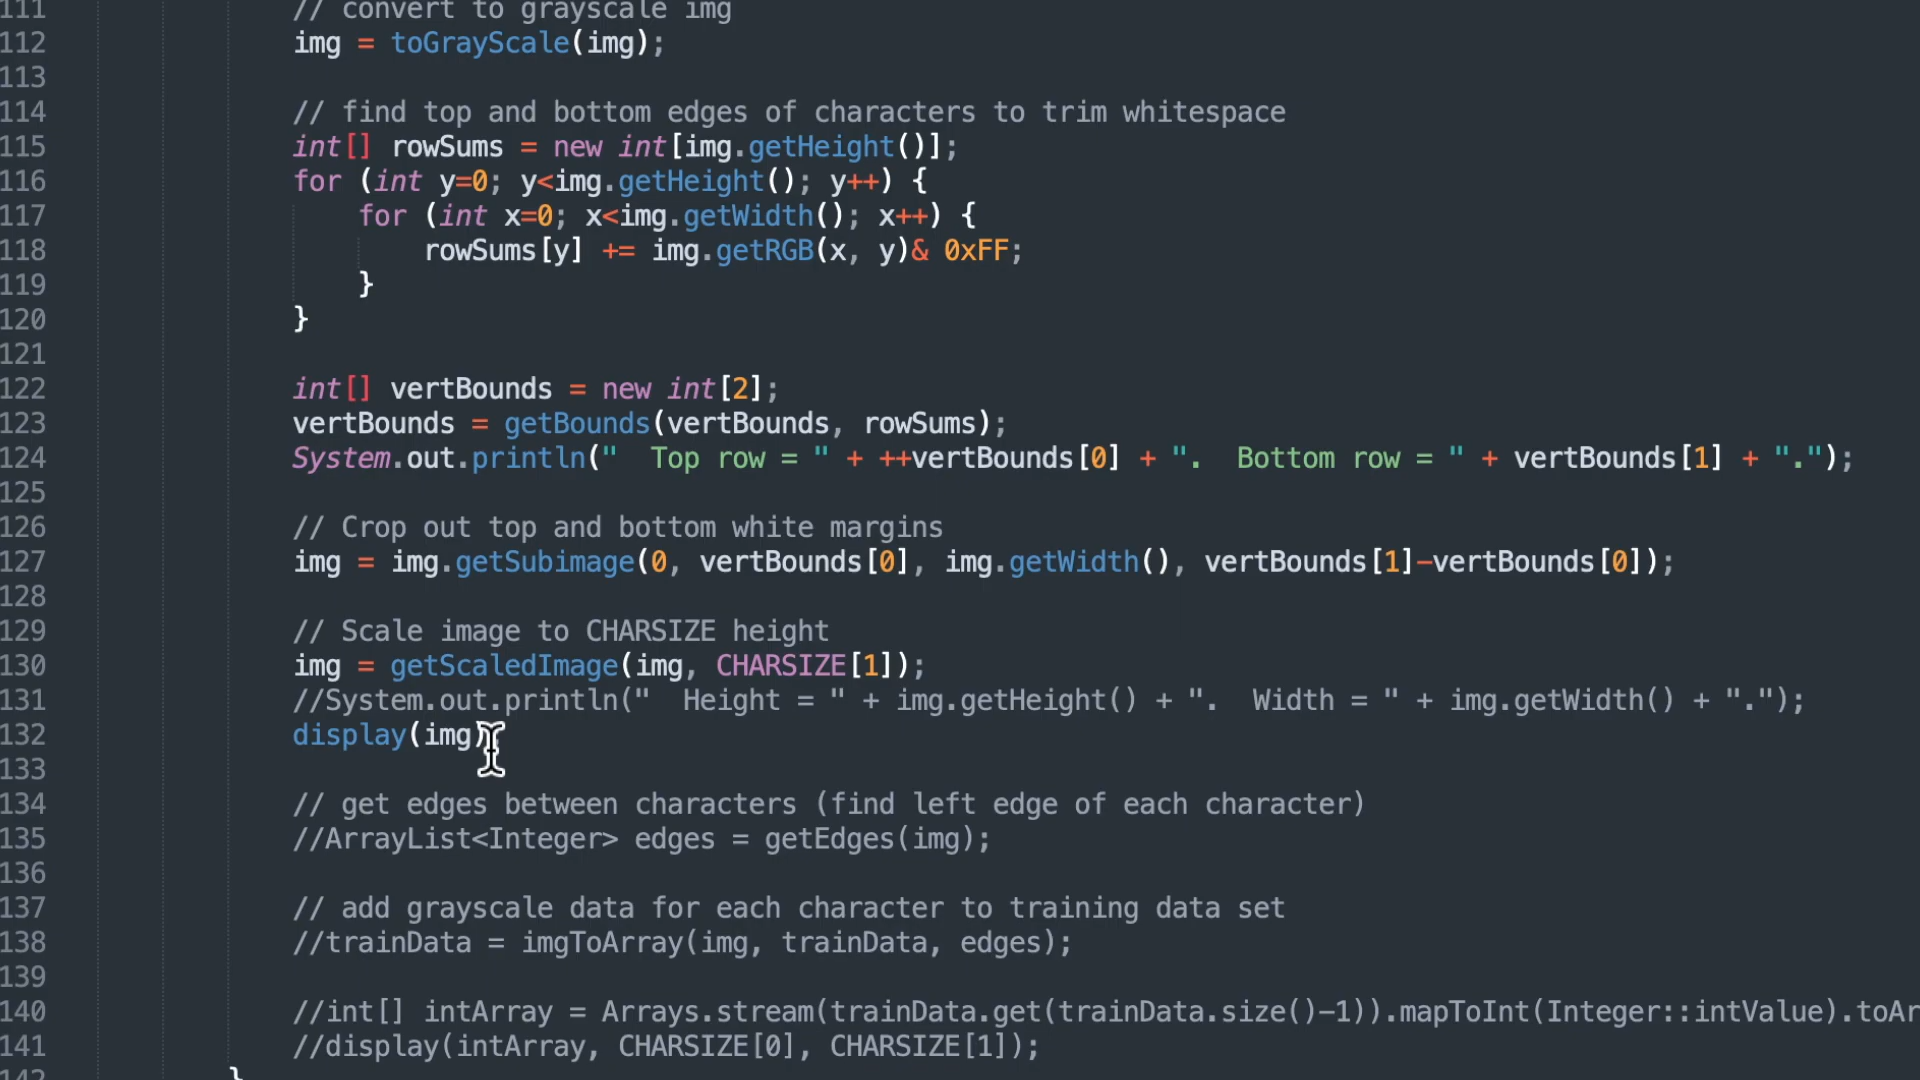 111 // convert to grayscale img
112 img = toGrayScale(img);
113
114 // find top and bottom edges of characters to trim whitespace
115 int[] rowSums = new int[img.getHeight()];
116 for (int y=0; y<img.getHeight(); y++) {
117 for (int x=0; x<img.getWidth(); x++) {
118 rowSums[y] += img.getRGB(x, y)& 0xFF;
119 }
120 }
121
122 int[] vertBounds = new int[2];
123 vertBounds = getBounds(vertBounds, rowSums);
124 System.out.println("  Top row = " + ++vertBounds[0] + ".  Bottom row = " + vertBounds[1] + ".");
125
126 // Crop out top and bottom white margins
127 img = img.getSubimage(0, vertBounds[0], img.getWidth(), vertBounds[1]-vertBounds[0]);
128
129 // Scale image to CHARSIZE height
130 img = getScaledImage(img, CHARSIZE[1]);
131 //System.out.println("  Height = " + img.getHeight() + ".  Width = " + img.getWidth() + ".");
132 display(img)
133
134 // get edges between characters (find left edge of each character)
135 //ArrayList<Integer> edges = getEdges(img);
136
137 // add grayscale data for each character to training data set
138 //trainData = imgToArray(img, trainData, edges);
139
140 //int[] intArray = Arrays.stream(trainData.get(trainData.size()-1)).mapToInt(Integer::intValue).toAr
141 //display(intArray, CHARSIZE[0], CHARSIZE[1]);
142 }